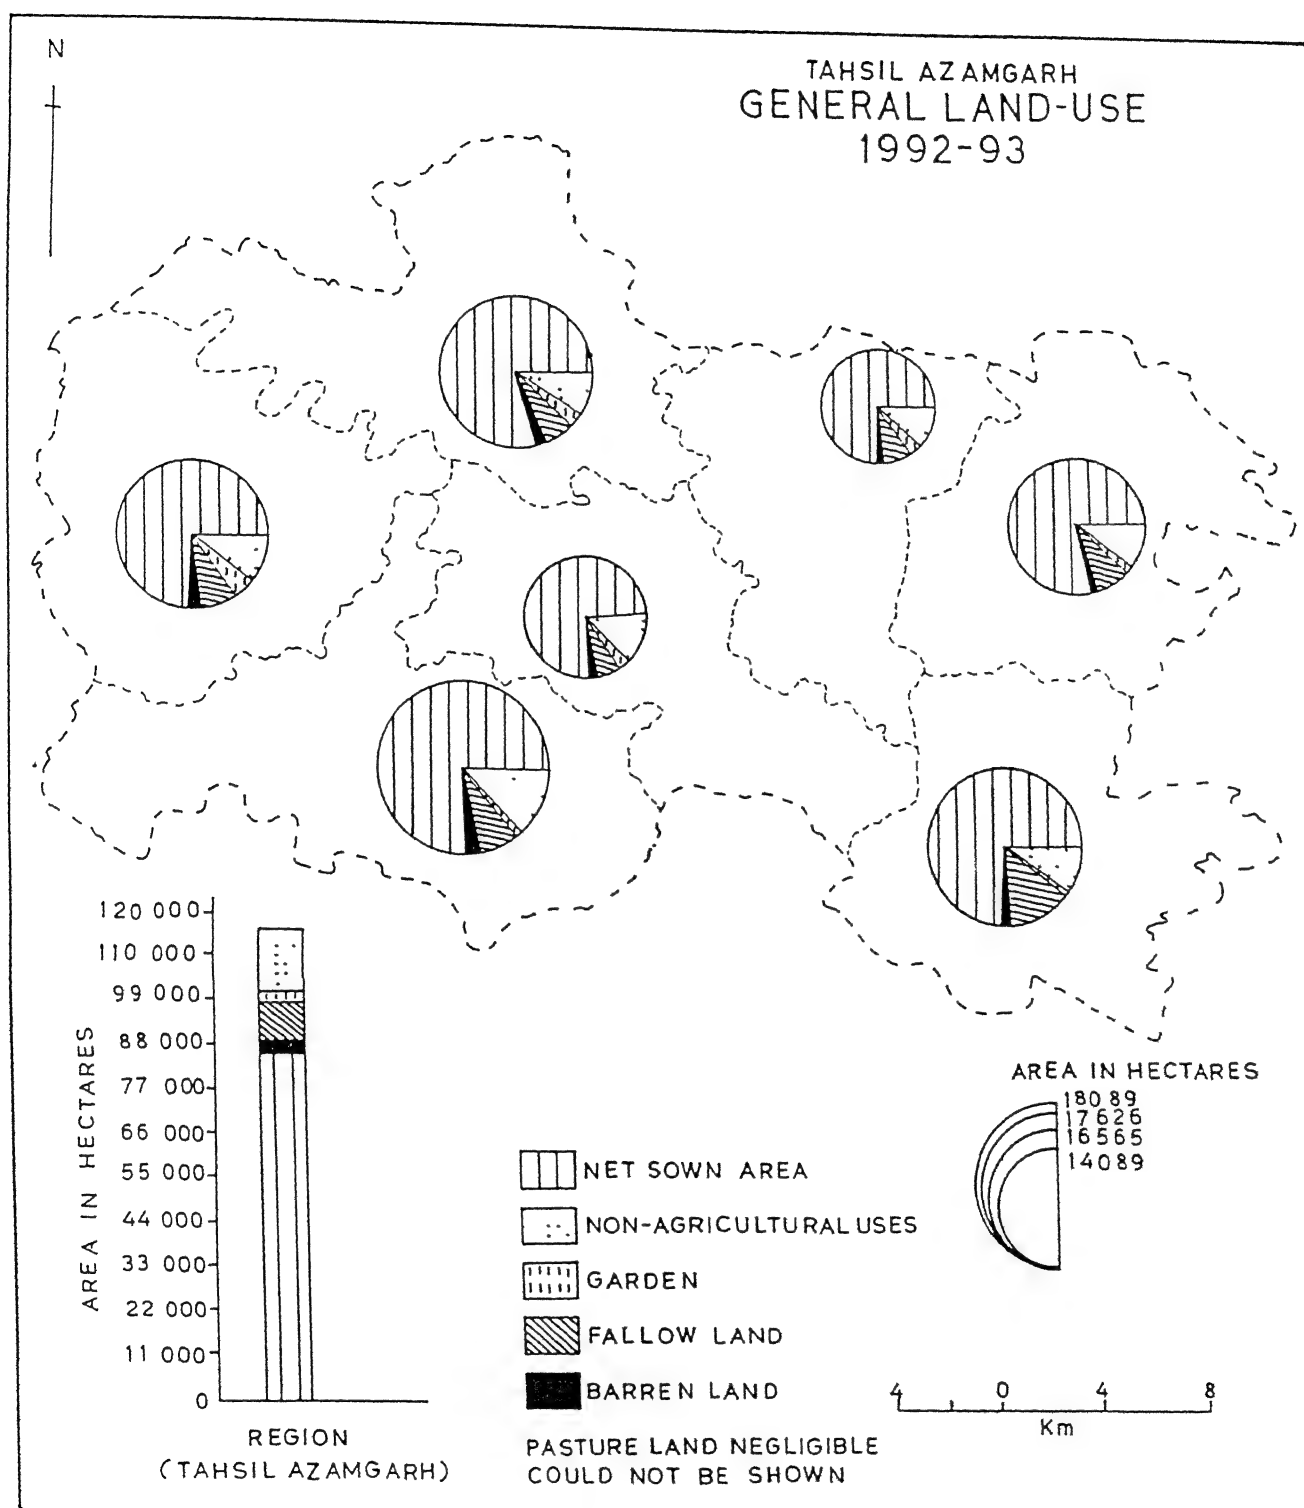 N
TAHSIL AZAMGARH
GENERAL LAND-USE
1992-93
120 000
110 000
99 000
88 000
77 000
66 000
55 000
44 000
33 000
22 000
11 000
0
AREA IN HECTARES
REGION
(TAHSIL AZAMGARH)
NET SOWN AREA
NON-AGRICULTURAL USES
GARDEN
FALLOW LAND
BARREN LAND
PASTURE LAND NEGLIGIBLE
COULD NOT BE SHOWN
AREA IN HECTARES
18089
17626
16565
14089
4 0 4 8
Km